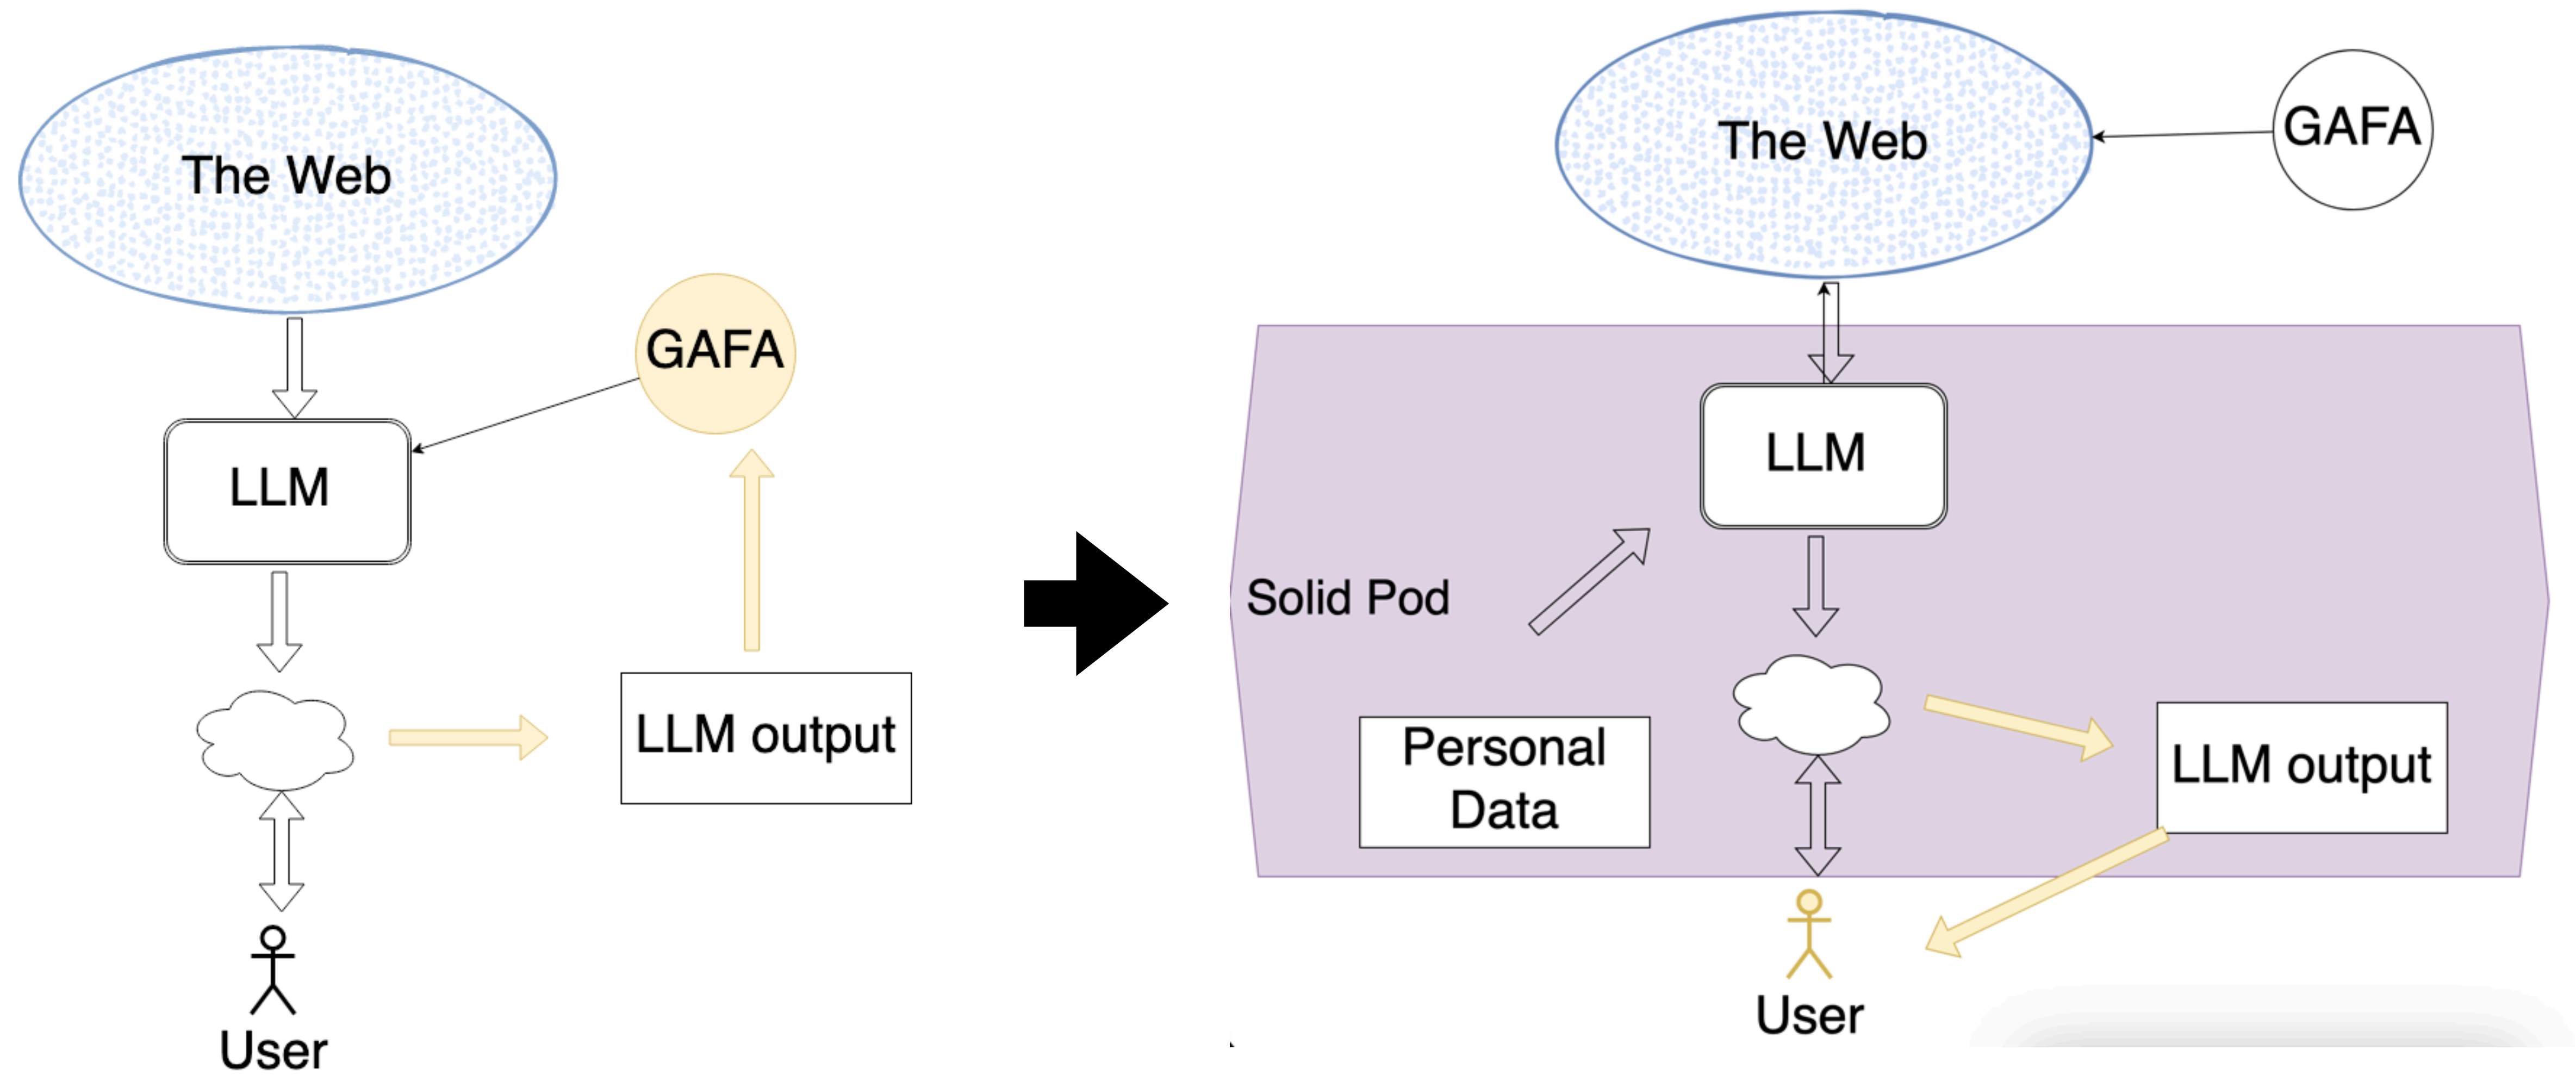 The Web
GAFA
LLM
LLM output
User
The Web
GAFA
LLM
Solid Pod
Personal
Data
LLM output
User